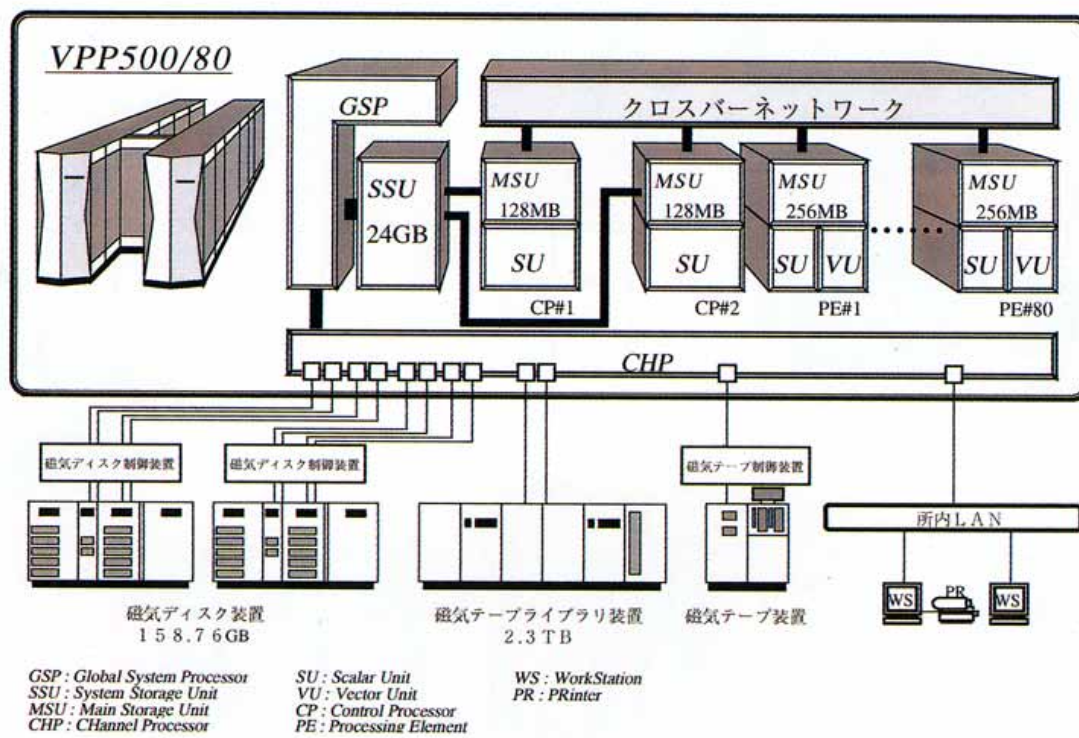 VPP500/80
GSP
クロスバーネットワーク
SSU
24GB
MSU
128MB
SU
CP#1
MSU
128MB
SU
CP#2
MSU
256MB
SU VU
PE#1
MSU
256MB
SU VU
PE#80
CHP
磁気ディスク制御装置
磁気ディスク制御装置
磁気テープ制御装置
所内LAN
WS PR WS
磁気ディスク装置
158.76GB
磁気テープライブラリ装置
2.3TB
磁気テープ装置
GSP : Global System Processor
SSU : System Storage Unit
MSU : Main Storage Unit
CHP : CHannel Processor
SU : Scalar Unit
VU : Vector Unit
CP : Control Processor
PE : Processing Element
WS : WorkStation
PR : PRinter